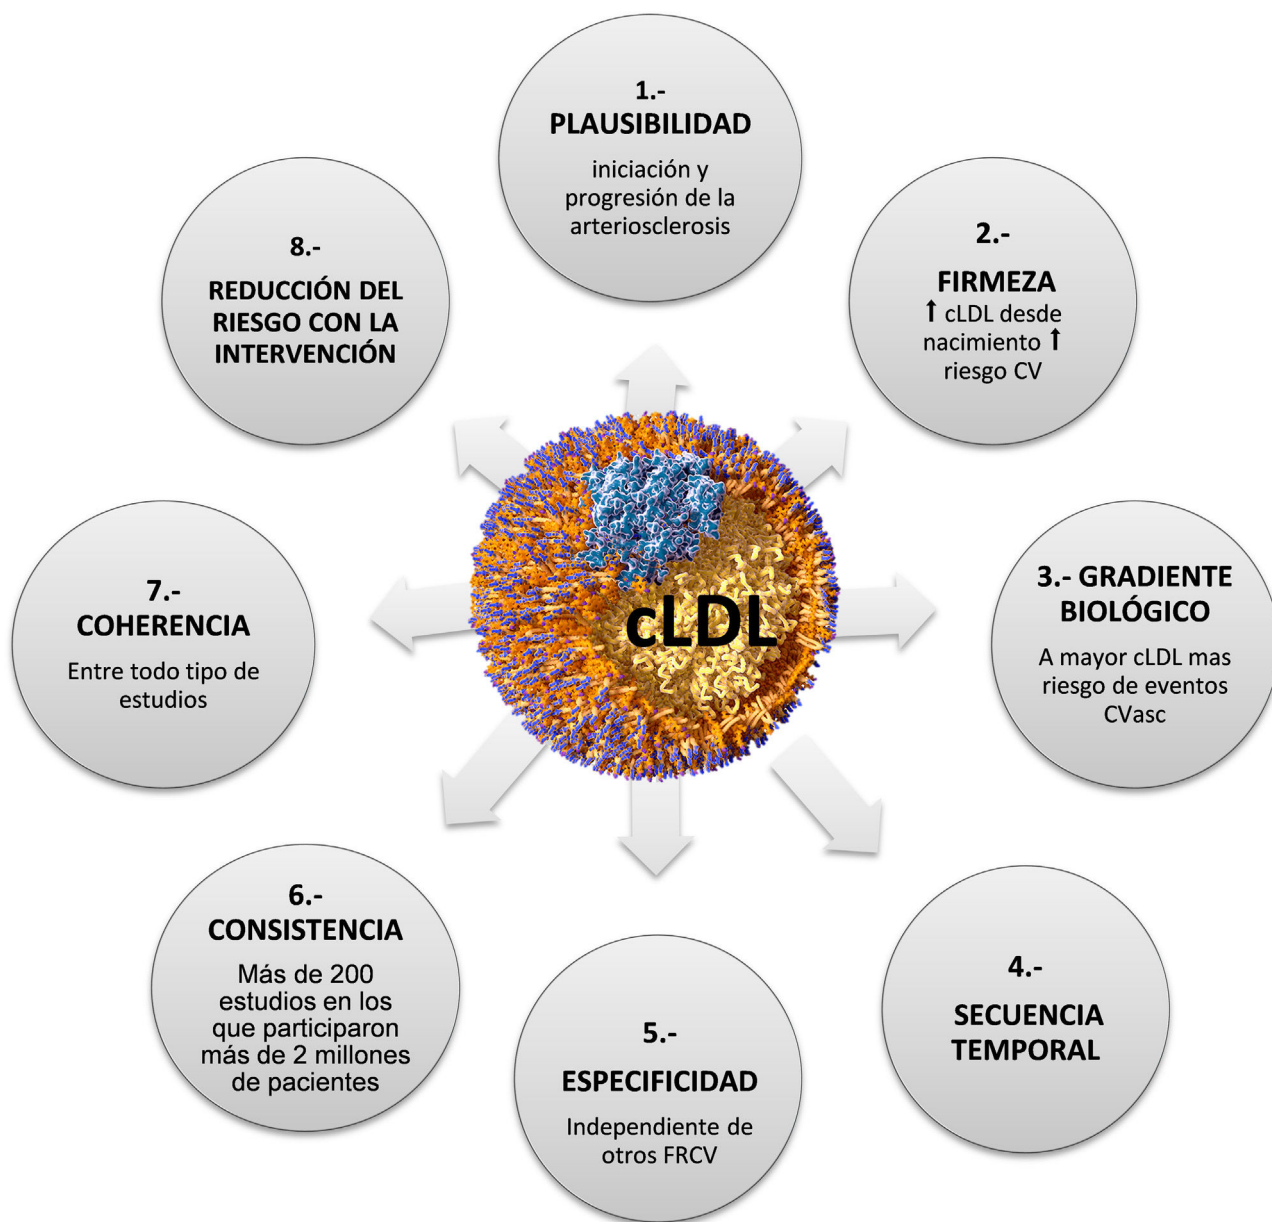 1.-
PLAUSIBILIDAD
iniciación y
progresión de la
arteriosclerosis
2.-
FIRMEZA
⬆ cLDL desde
nacimiento ⬆
riesgo CV
3.- GRADIENTE
BIOLÓGICO
A mayor cLDL mas
riesgo de eventos
CVasc
4.-
SECUENCIA
TEMPORAL
5.-
ESPECIFICIDAD
Independiente de
otros FRCV
6.-
CONSISTENCIA
Más de 200
estudios en los
que participaron
más de 2 millones
de pacientes
7.-
COHERENCIA
Entre todo tipo de
estudios
8.-
REDUCCIÓN DEL
RIESGO CON LA
INTERVENCIÓN
cLDL